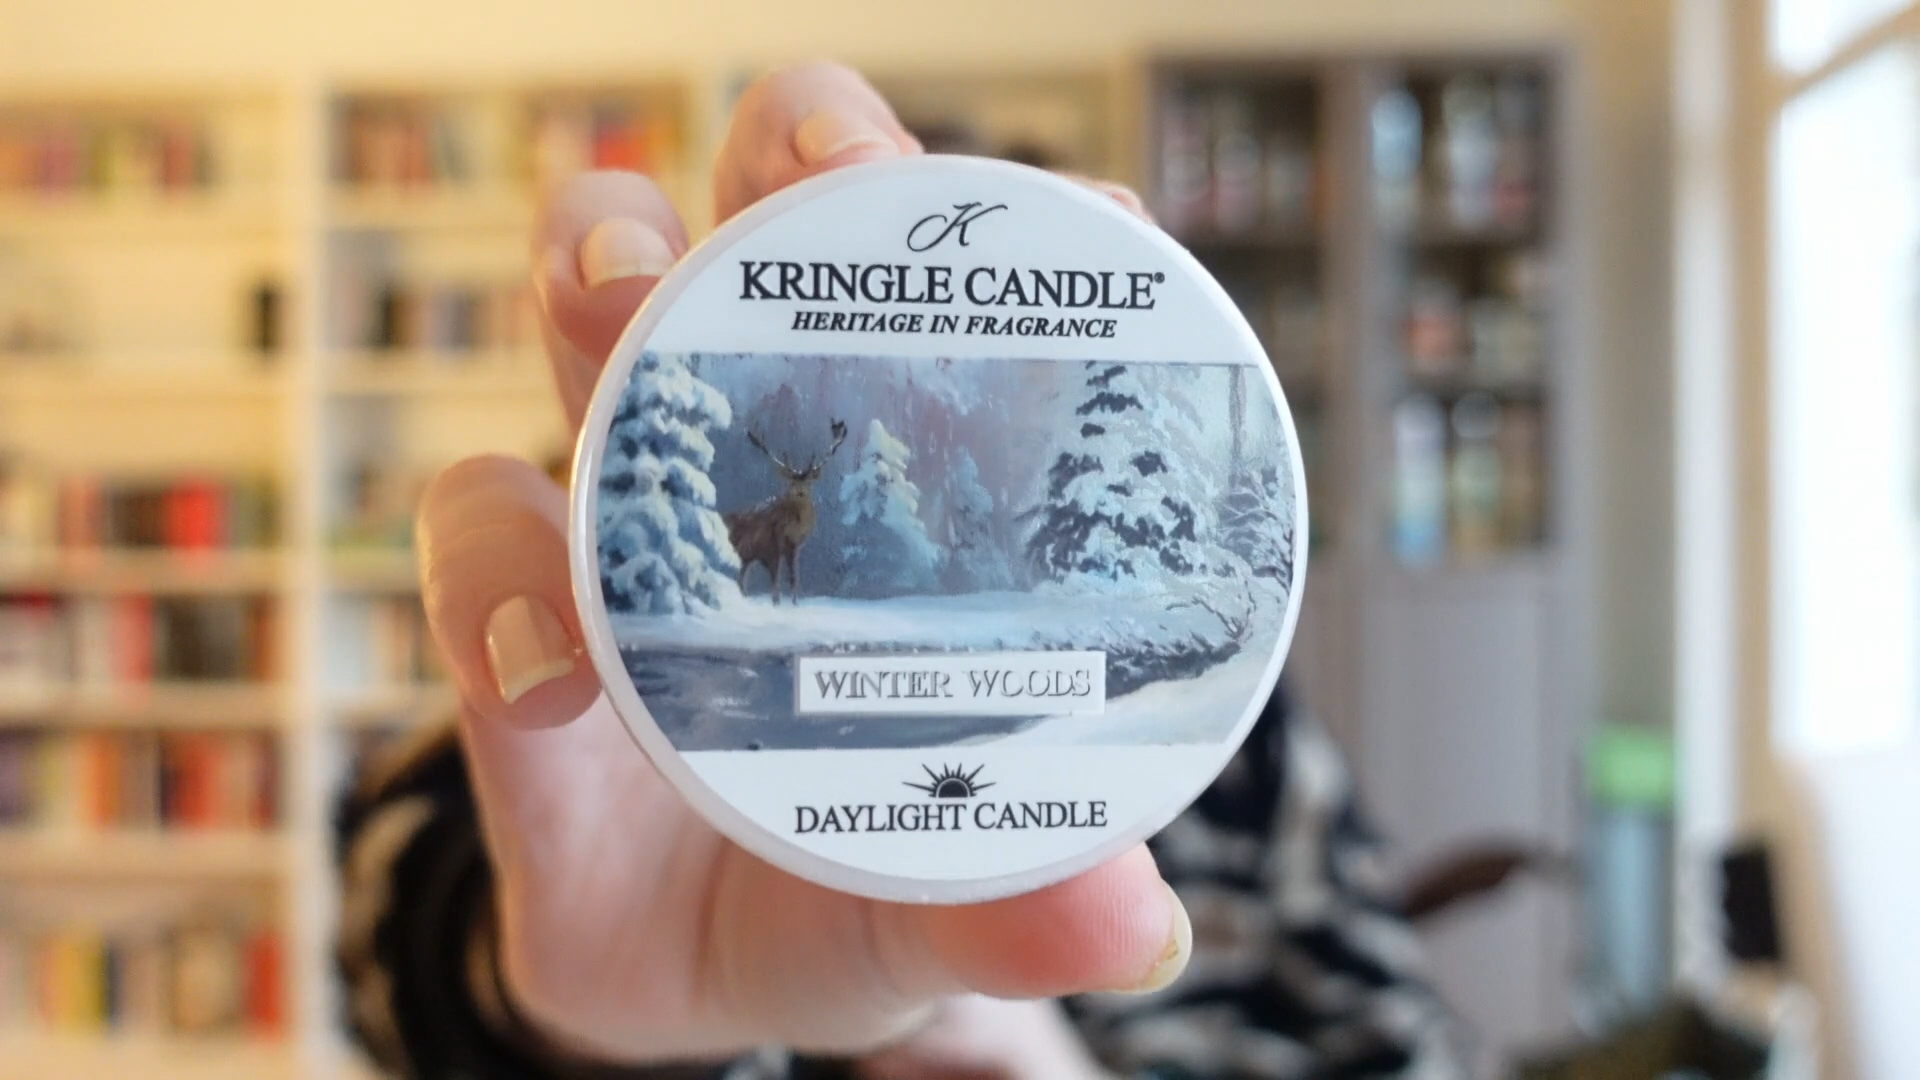 K
KRINGLE CANDLE®
HERITAGE IN FRAGRANCE
WINTER WOODS
DAYLIGHT CANDLE